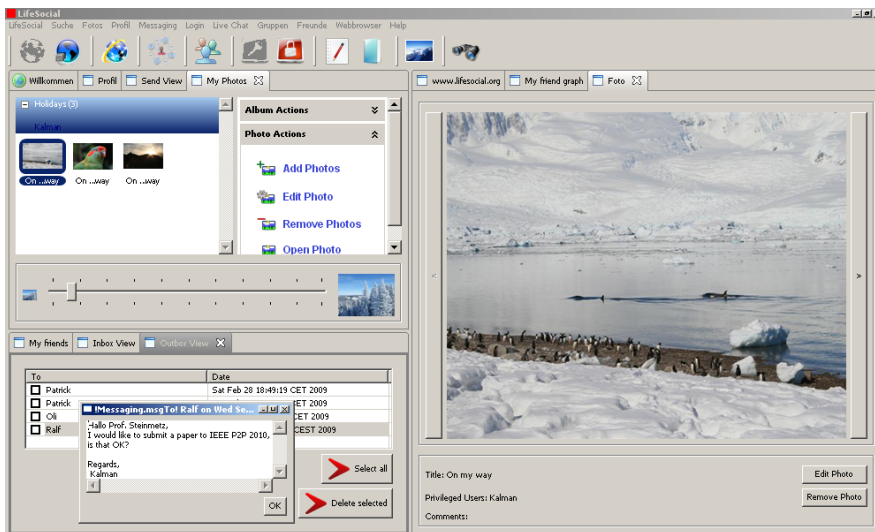 LifeSocial
LifeSocial Suche Fotos Profil Messaging Login Live Chat Gruppen Freunde Webbrowser Help
Willkommen Profil Send View My Photos
Holidays (3)
Kalman
On ..way On ..way On ..way
Album Actions
Photo Actions
Add Photos
Edit Photo
Remove Photos
Open Photo
My friends Inbox View Outbox View
To Date
Patrick Sat Feb 28 18:49:19 CET 2009
Patrick CET 2009
Oli CET 2009
Ralf CEST 2009
!Messaging.msgTo! Ralf on Wed Se...
Hallo Prof. Steinmetz,
I would like to submit a paper to IEEE P2P 2010,
is that OK?
Regards,
Kalman
OK
Select all
Delete selected
www.lifesocial.org My friend graph Foto
Title: On my way
Privileged Users: Kalman
Comments:
Edit Photo
Remove Photo